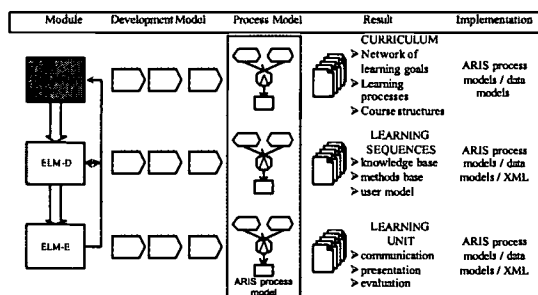 Module Development Model Process Model Result Implementation
CURRICULUM
➤ Network of
learning goals
➤ Learning
processes
➤ Course structures
ARIS process
models / data
models
ELM-D
LEARNING
SEQUENCES
➤ knowledge base
➤ methods base
➤ user model
ARIS process
models / data
models / XML
ELM-E
LEARNING
UNIT
➤ communication
➤ presentation
➤ evaluation
ARIS process
models / data
models / XML
ARIS process
model